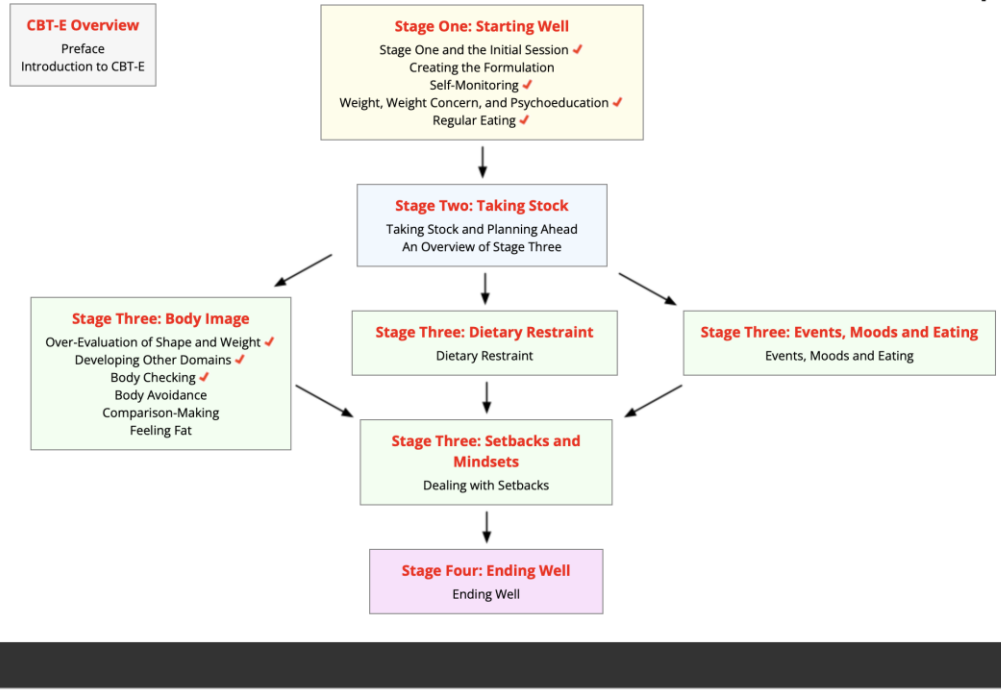 CBT-E Overview
Preface
Introduction to CBT-E
Stage One: Starting Well
Stage One and the Initial Session ✓
Creating the Formulation
Self-Monitoring ✓
Weight, Weight Concern, and Psychoeducation ✓
Regular Eating ✓
Stage Two: Taking Stock
Taking Stock and Planning Ahead
An Overview of Stage Three
Stage Three: Body Image
Over-Evaluation of Shape and Weight ✓
Developing Other Domains ✓
Body Checking ✓
Body Avoidance
Comparison-Making
Feeling Fat
Stage Three: Dietary Restraint
Dietary Restraint
Stage Three: Events, Moods and Eating
Events, Moods and Eating
Stage Three: Setbacks and
Mindsets
Dealing with Setbacks
Stage Four: Ending Well
Ending Well